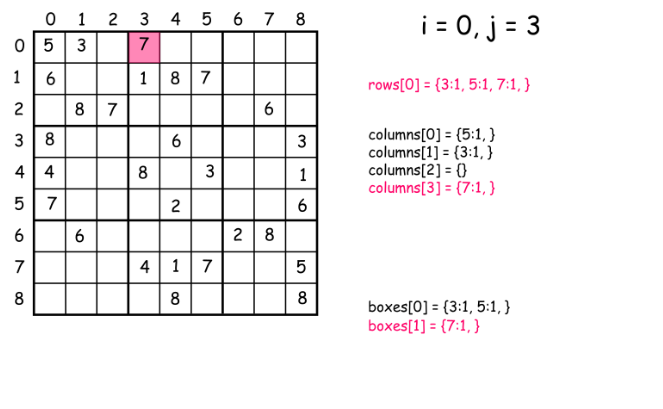 0 1 2 3 4 5 6 7 8
i = 0, j = 3
0 5 3 7
1 6 1 8 7
2 8 7 6
3 8 6 3
4 4 8 3 1
5 7 2 6
6 6 2 8
7 4 1 7 5
8 8 8
rows[0] = {3:1, 5:1, 7:1, }
columns[0] = {5:1, }
columns[1] = {3:1, }
columns[2] = {}
columns[3] = {7:1, }
boxes[0] = {3:1, 5:1, }
boxes[1] = {7:1, }